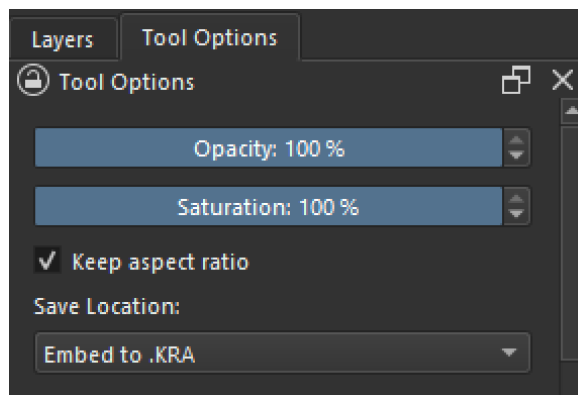 Layers
Tool Options
Tool Options
Opacity: 100 %
Saturation: 100 %
Keep aspect ratio
Save Location:
Embed to .KRA